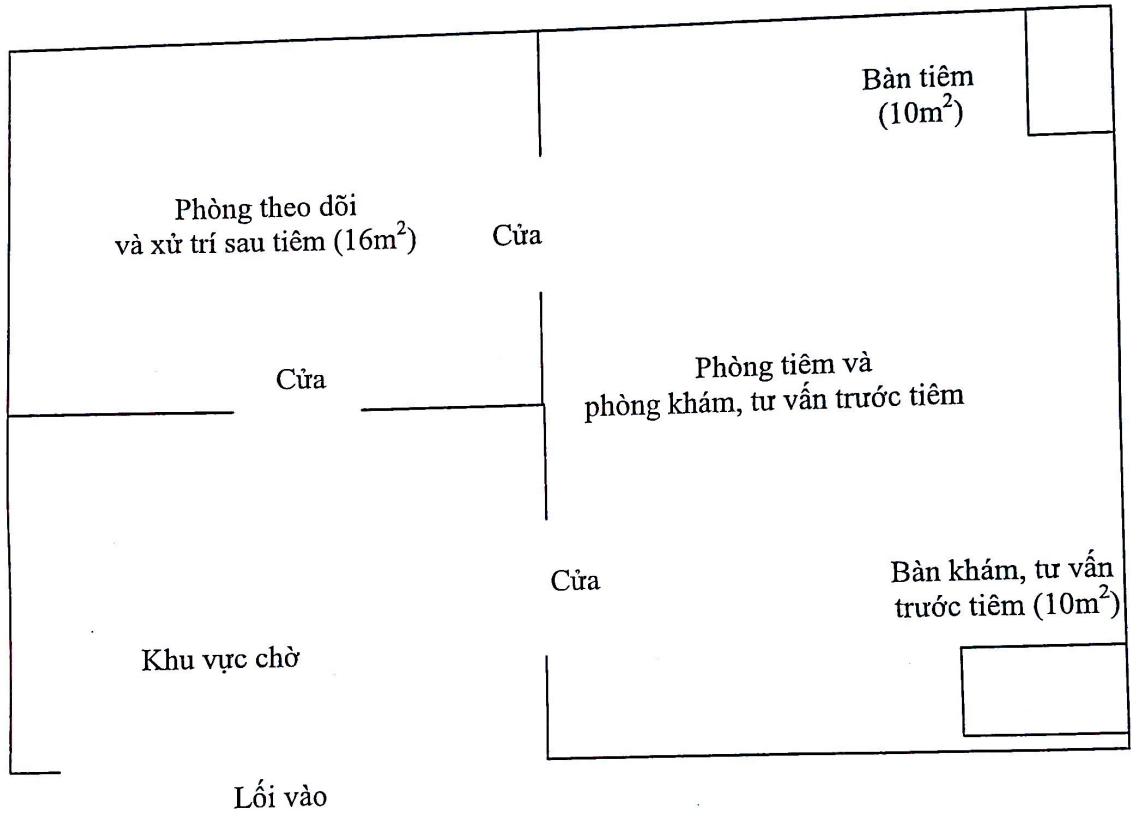 Bàn tiêm
(10m²)
Phòng theo dõi
và xử trí sau tiêm (16m²)
Cửa
Cửa
Phòng tiêm và
phòng khám, tư vấn trước tiêm
Cửa
Bàn khám, tư vấn
trước tiêm (10m²)
Khu vực chờ
Lối vào